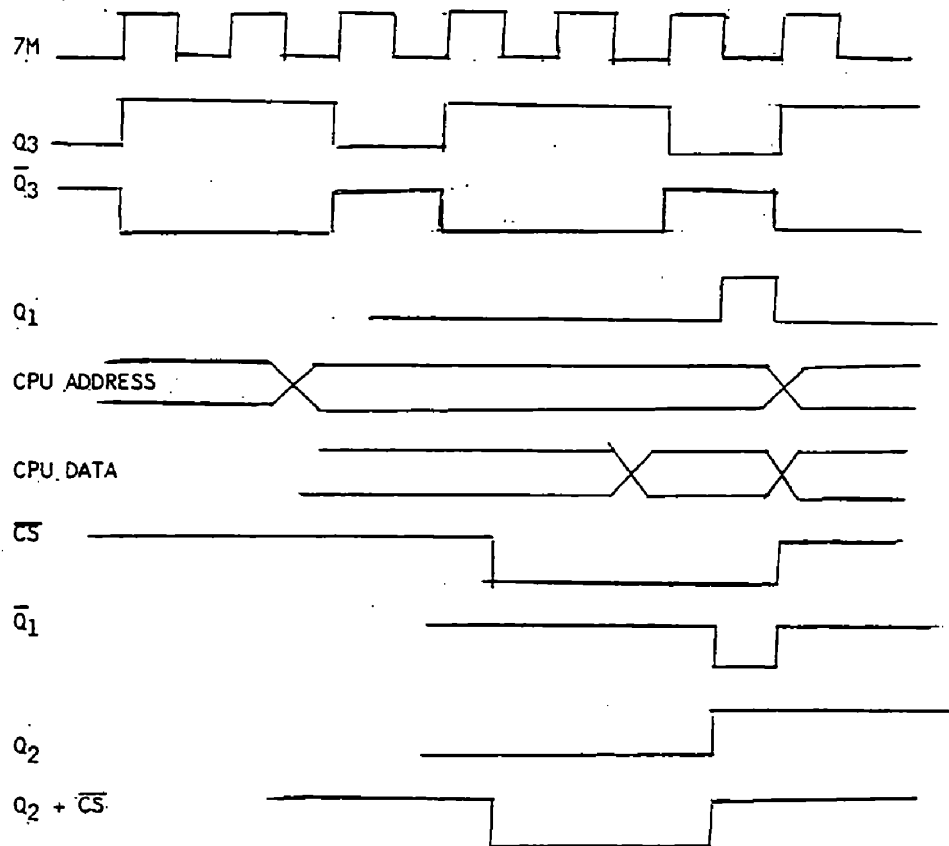 7M
Q3
Q̅3
Q1
CPU ADDRESS
CPU DATA
C̅S̅
Q̅1
Q2
Q2 + C̅S̅